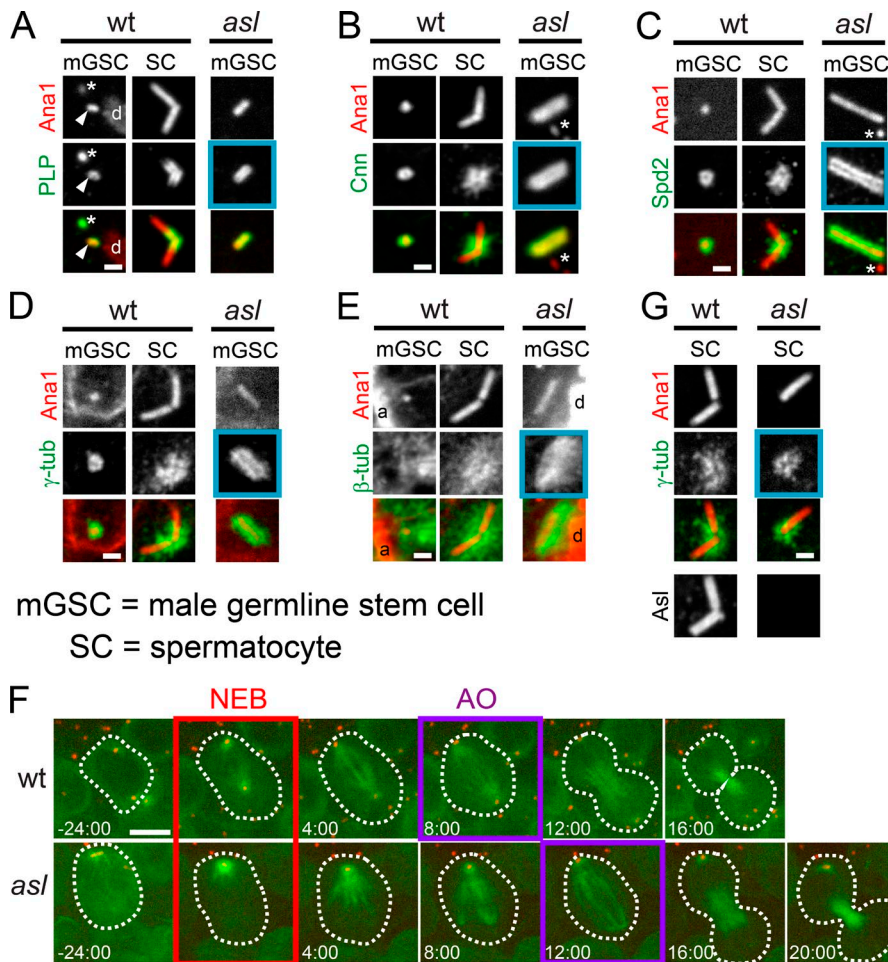 A B C
wt asl wt asl wt asl
mGSC SC mGSC mGSC SC mGSC mGSC SC mGSC
Ana1 * d Ana1 * Ana1 *
PLP * Cnn Spd2
* d * *
D E G
wt asl wt asl wt asl
mGSC SC mGSC mGSC SC mGSC SC SC
Ana1 Ana1 a d Ana1
γ-tub β-tub γ-tub
a d
Asl
mGSC = male germline stem cell
SC = spermatocyte
F NEB AO
wt
-24:00 4:00 8:00 12:00 16:00
asl
-24:00 4:00 8:00 12:00 16:00 20:00